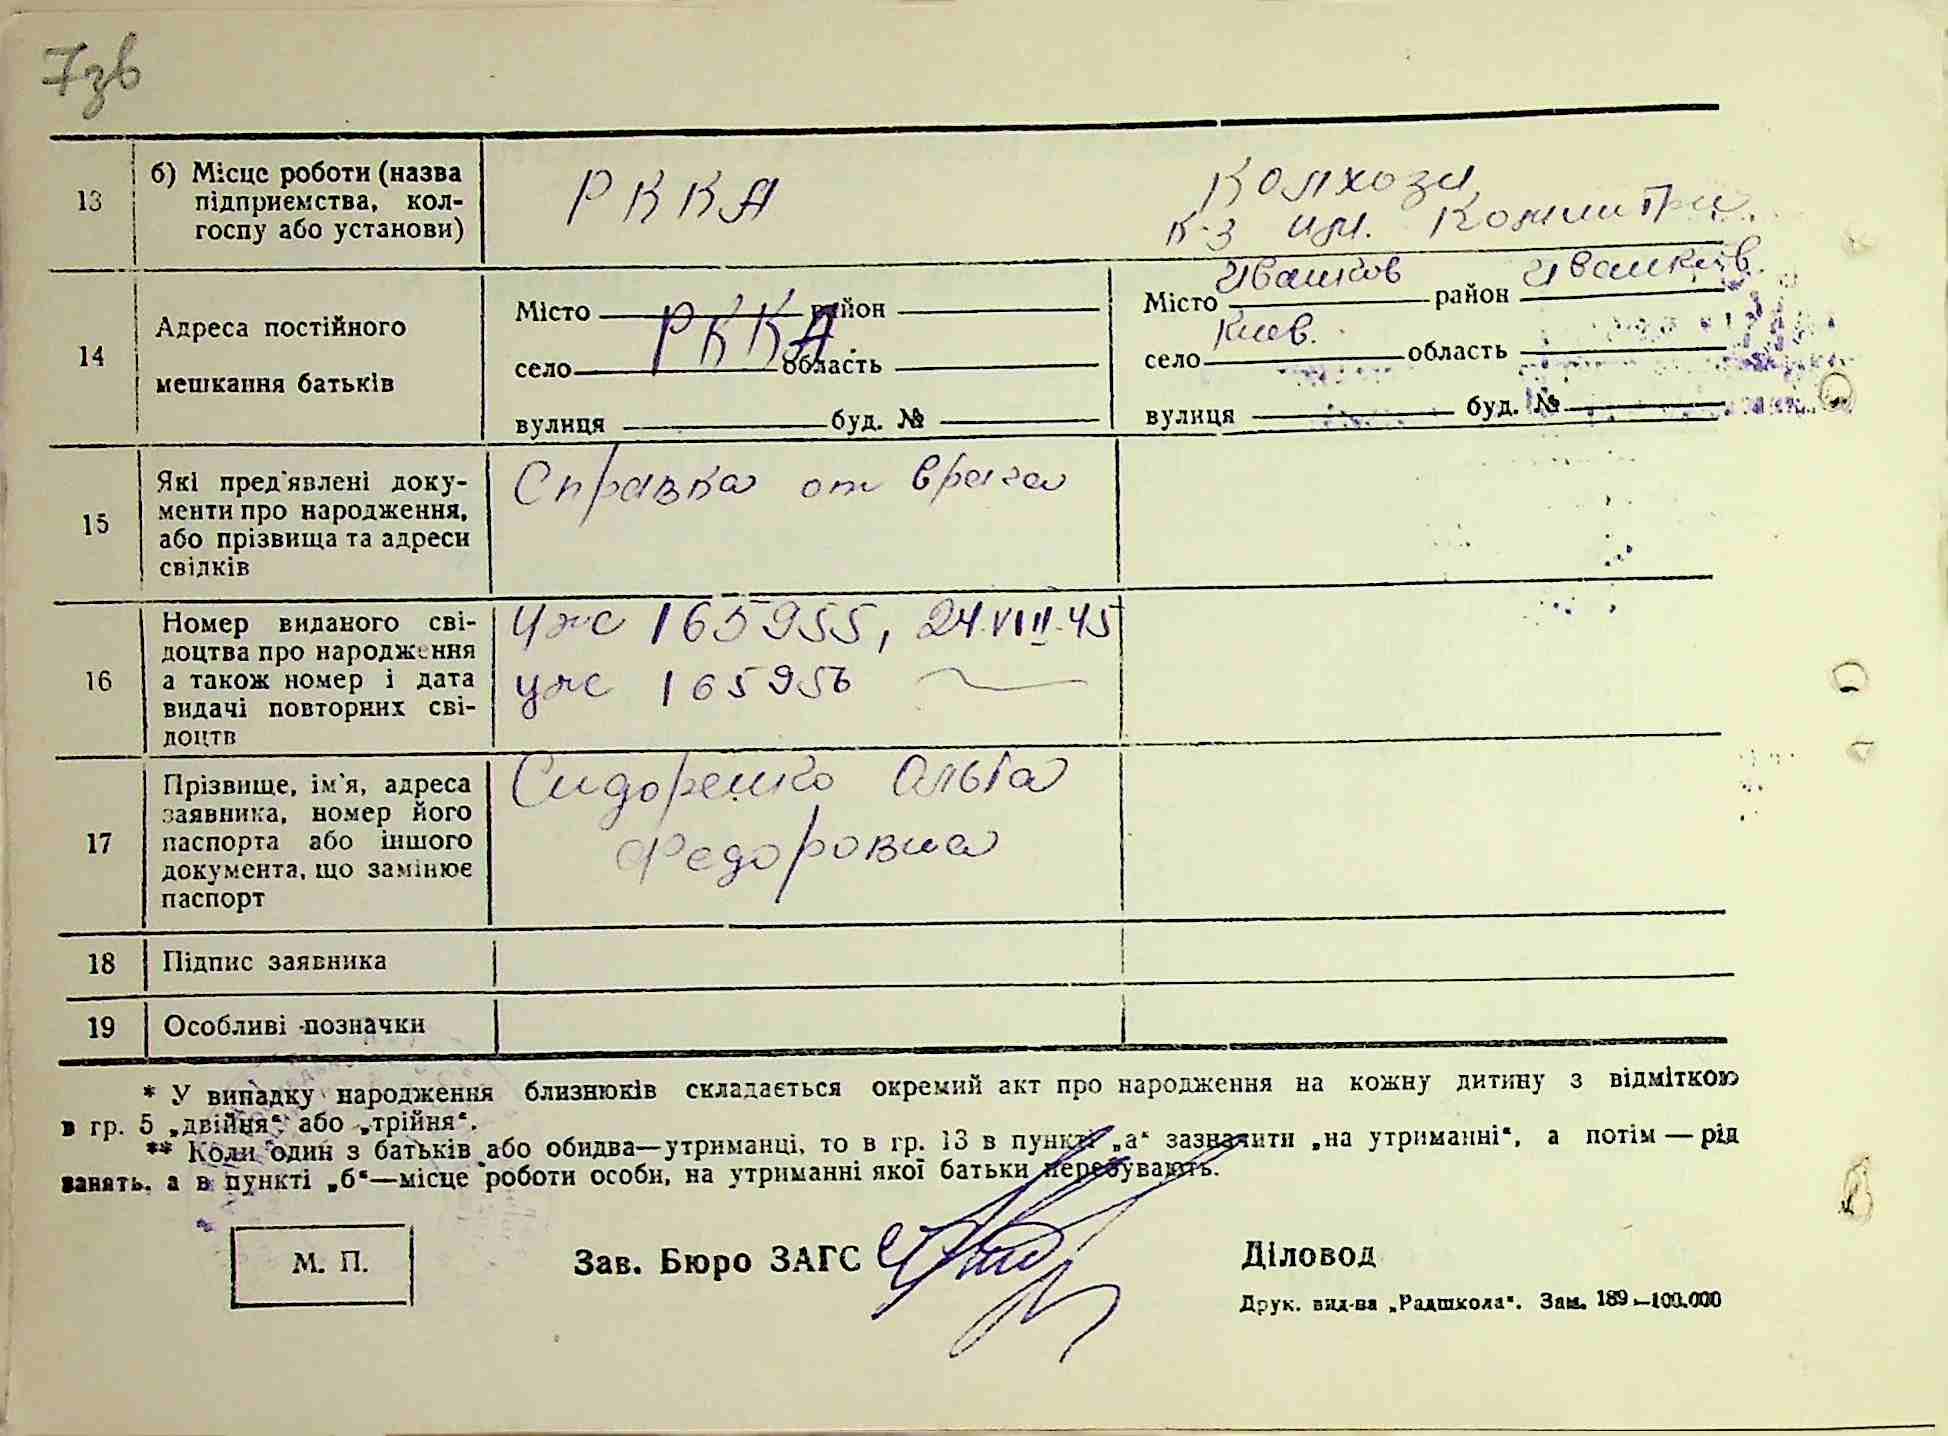 7зв
13
б) Місце роботи (назва
підприємства, кол-
госпу або установи)
РККА
Колхози
к-з им.
14
Адреса постійного
мешкання батьків
Місто район
РККА.
село область
вулиця буд. №
Иванков Иванков.
Місто район
Киев.
село область
вулиця буд. №
15
Які пред'явлені доку-
менти про народження,
або прізвища та адреси
свідків
Справка от врача
16
Номер виданого сві-
доцтва про народження
а також номер і дата
видачі повторних сві-
доцтв
165955, 24.VIII.45
165956
17
Прізвище, ім'я, адреса
заявника, номер його
паспорта або іншого
документа, що замінює
паспорт
Сидоренко Ольга
Федоровна
18
Підпис заявника
19
Особливі позначки
* У випадку народження близнюків складається окремий акт про народження на кожну дитину з відміткою
в гр. 5 „двійня“ або „трійня“.
** Коли один з батьків або обидва—утриманці, то в гр. 13 в пункті „а“ зазначити „на утриманні“, а потім — рід
занять, а в пункті „б“—місце роботи особи, на утриманні якої батьки перебувають.
М. П.
Зав. Бюро ЗАГС
Діловод
Друк. вид-ва „Радшкола“. Зам. 189.—100.000